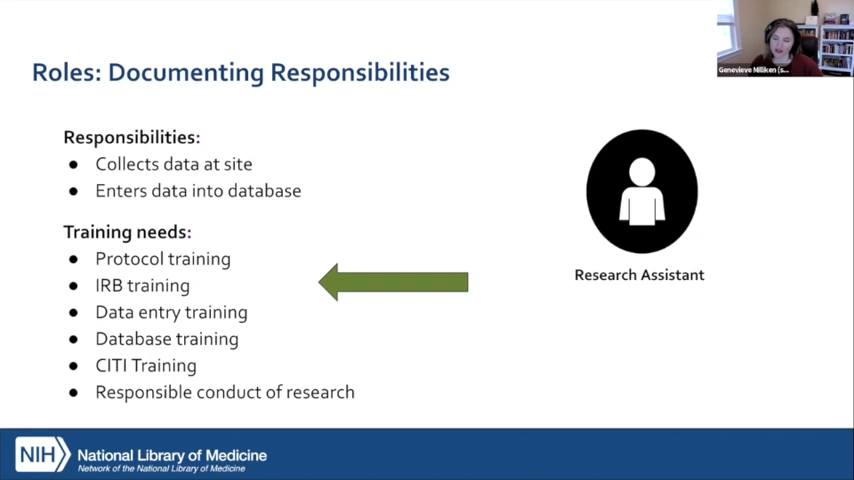 Genevieve Milliken (s...
Roles: Documenting Responsibilities
Responsibilities:
● Collects data at site
● Enters data into database
Training needs:
● Protocol training
● IRB training
● Data entry training
● Database training
● CITI Training
● Responsible conduct of research
Research Assistant
NIH
National Library of Medicine
Network of the National Library of Medicine